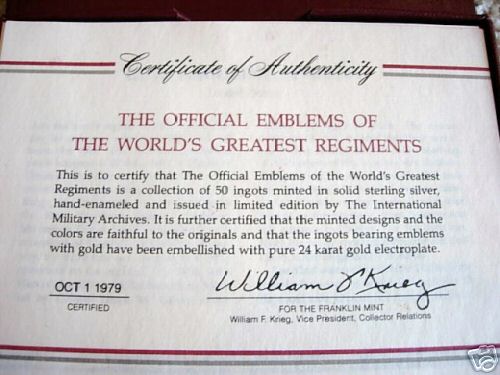 Certificate of Authenticity
THE OFFICIAL EMBLEMS OF
THE WORLD'S GREATEST REGIMENTS
This is to certify that The Official Emblems of the World's Greatest
Regiments is a collection of 50 ingots minted in solid sterling silver,
hand-enameled and issued in limited edition by The International
Military Archives. It is further certified that the minted designs and the
colors are faithful to the originals and that the ingots bearing emblems
with gold have been embellished with pure 24 karat gold electroplate.
OCT 1 1979
William F Krieg
CERTIFIED
FOR THE FRANKLIN MINT
William F. Krieg, Vice President, Collector Relations
ebY